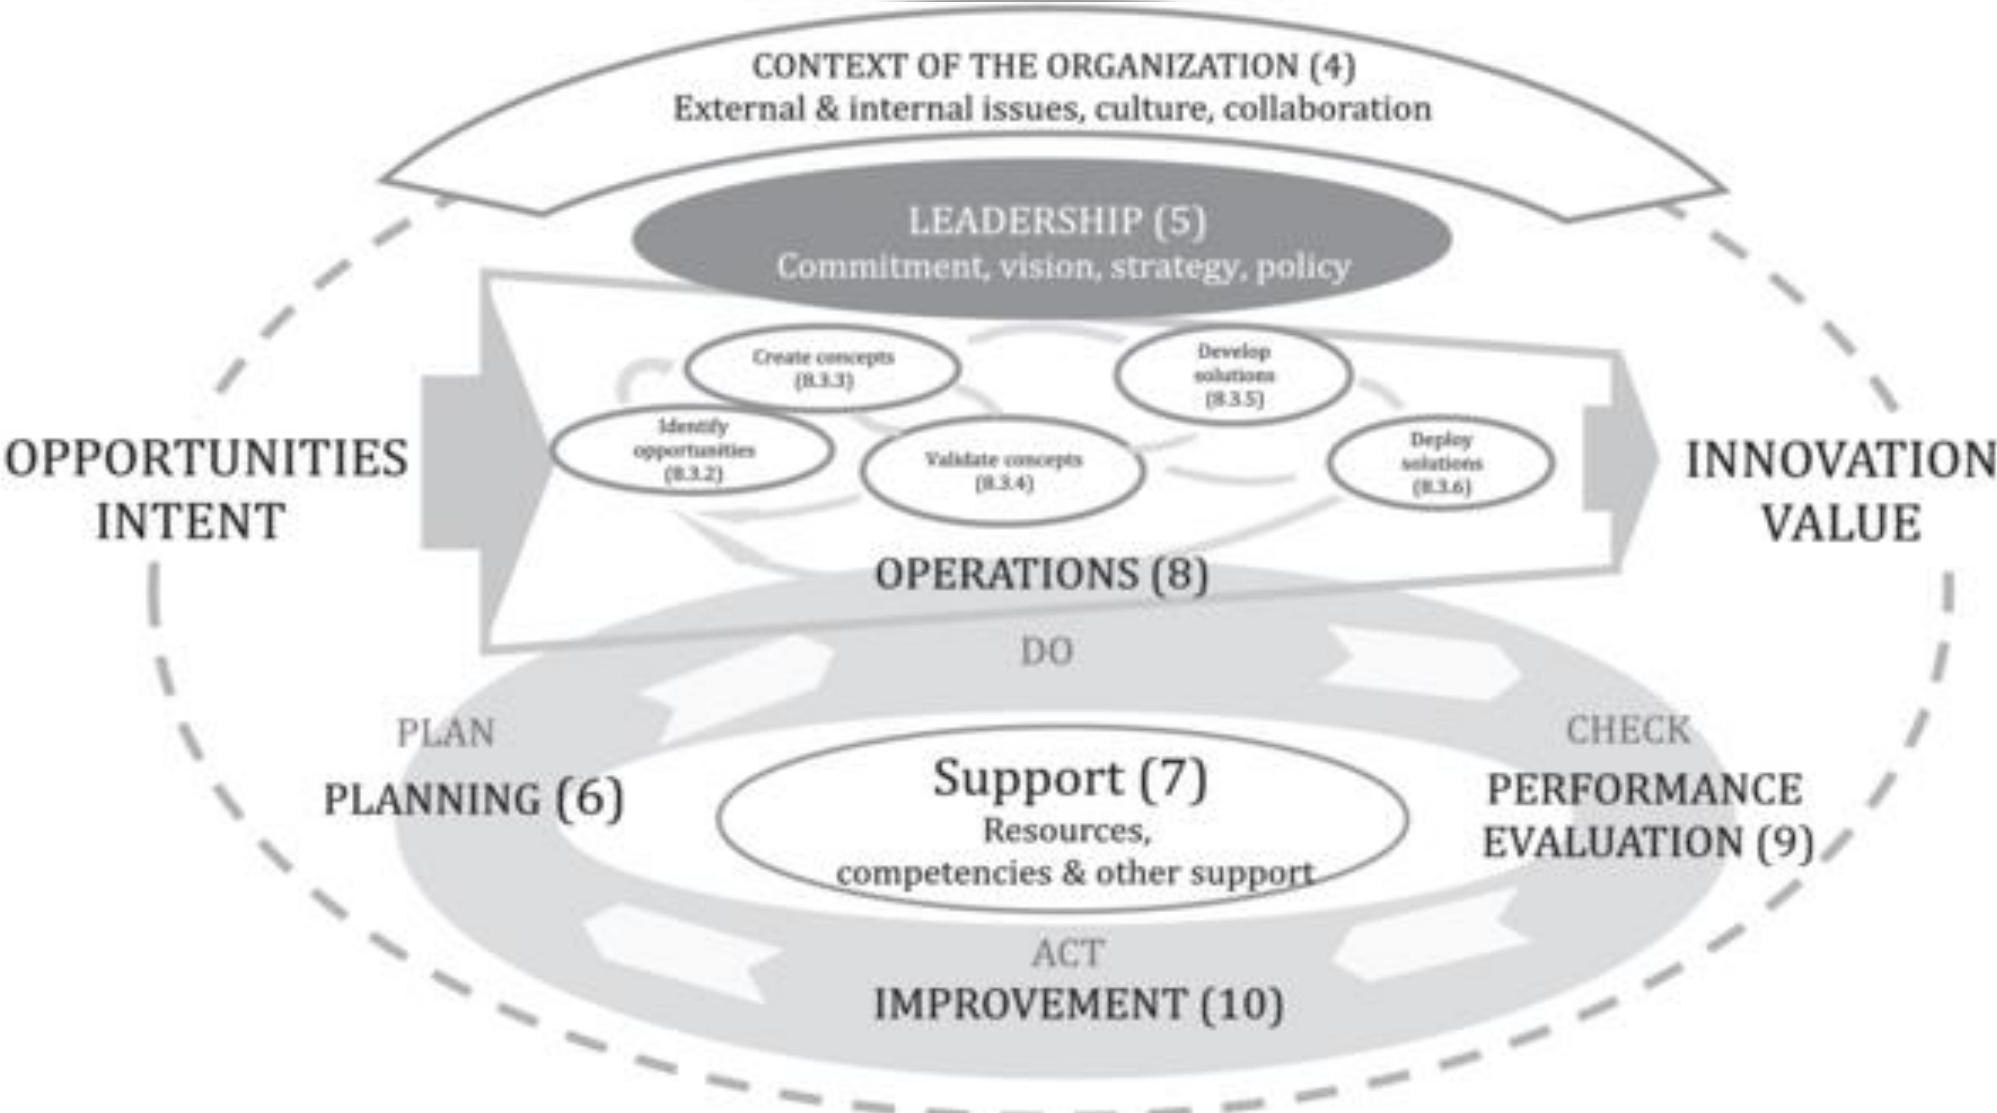 CONTEXT OF THE ORGANIZATION (4)
External & internal issues, culture, collaboration
LEADERSHIP (5)
Commitment, vision, strategy, policy
Create concepts
(8.3.3)
Develop
solutions
(8.3.5)
Identify
opportunities
(8.3.2)
Validate concepts
(8.3.4)
Deploy
solutions
(8.3.6)
OPPORTUNITIES
INTENT
INNOVATION
VALUE
OPERATIONS (8)
DO
PLAN
PLANNING (6)
CHECK
PERFORMANCE
EVALUATION (9)
Support (7)
Resources,
competencies & other support
ACT
IMPROVEMENT (10)